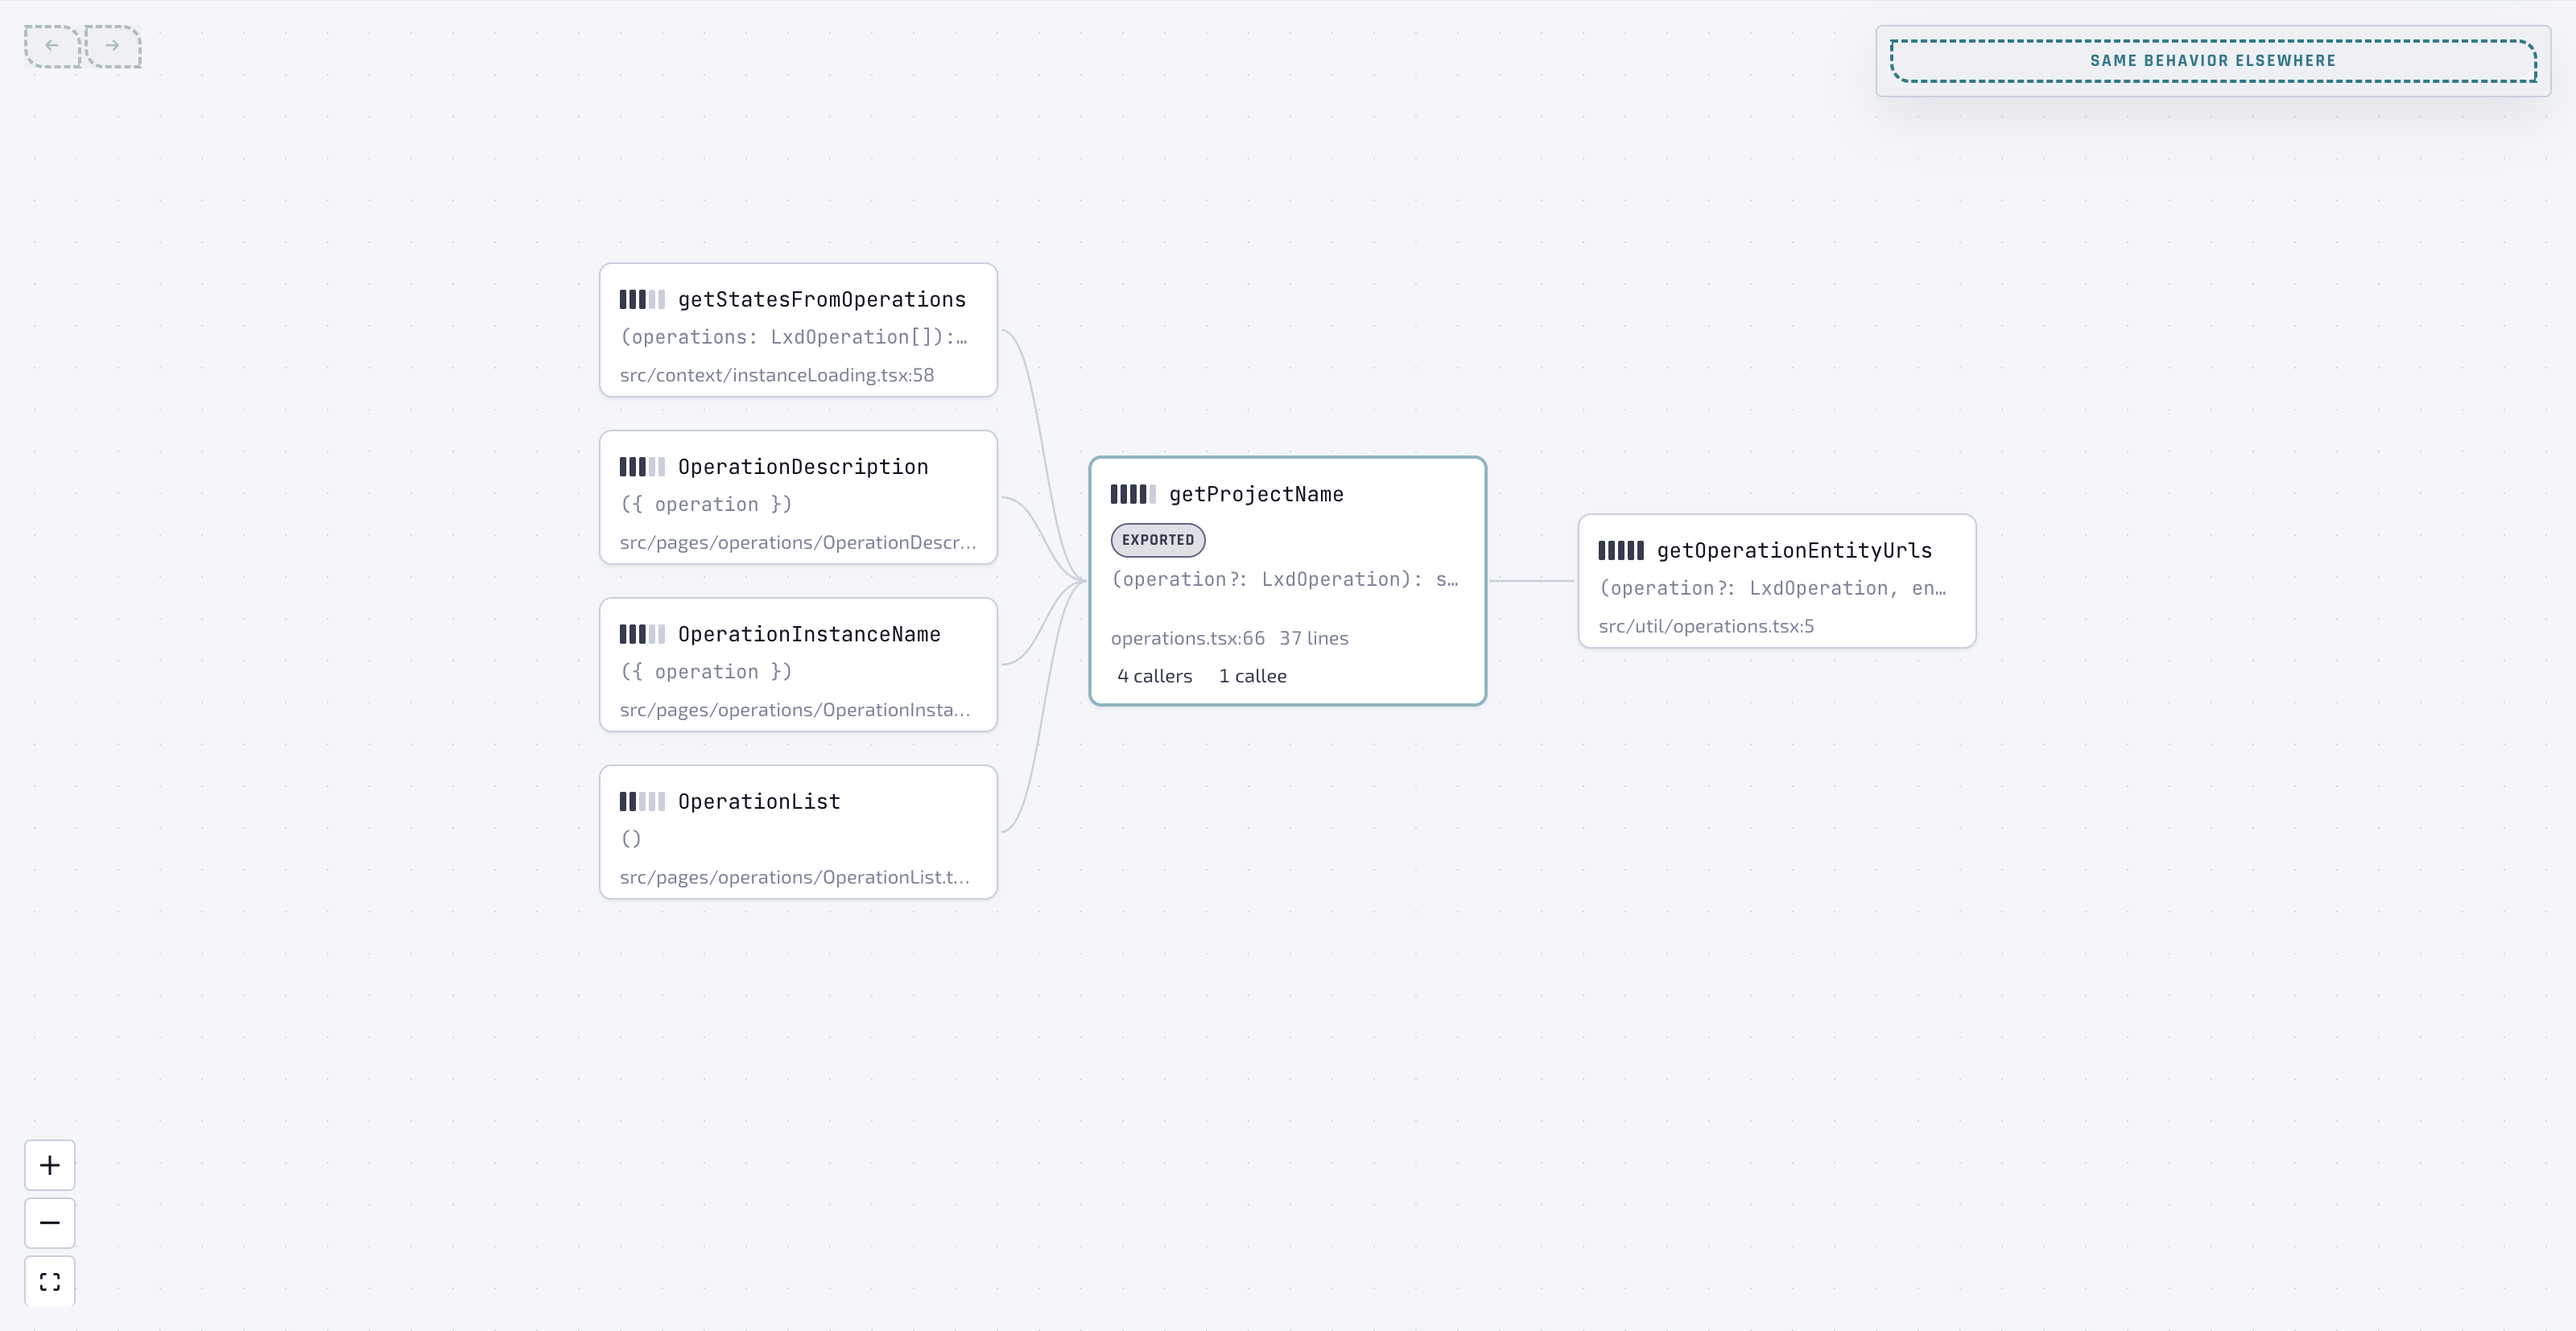 SAME BEHAVIOR ELSEWHERE
getStatesFromOperations
(operations: LxdOperation[]):…
src/context/instanceLoading.tsx:58
OperationDescription
({ operation })
src/pages/operations/OperationDescr…
OperationInstanceName
({ operation })
src/pages/operations/OperationInsta…
OperationList
()
src/pages/operations/OperationList.t…
getProjectName
EXPORTED
(operation?: LxdOperation): s…
operations.tsx:66 37 lines
4 callers 1 callee
getOperationEntityUrls
(operation?: LxdOperation, en…
src/util/operations.tsx:5